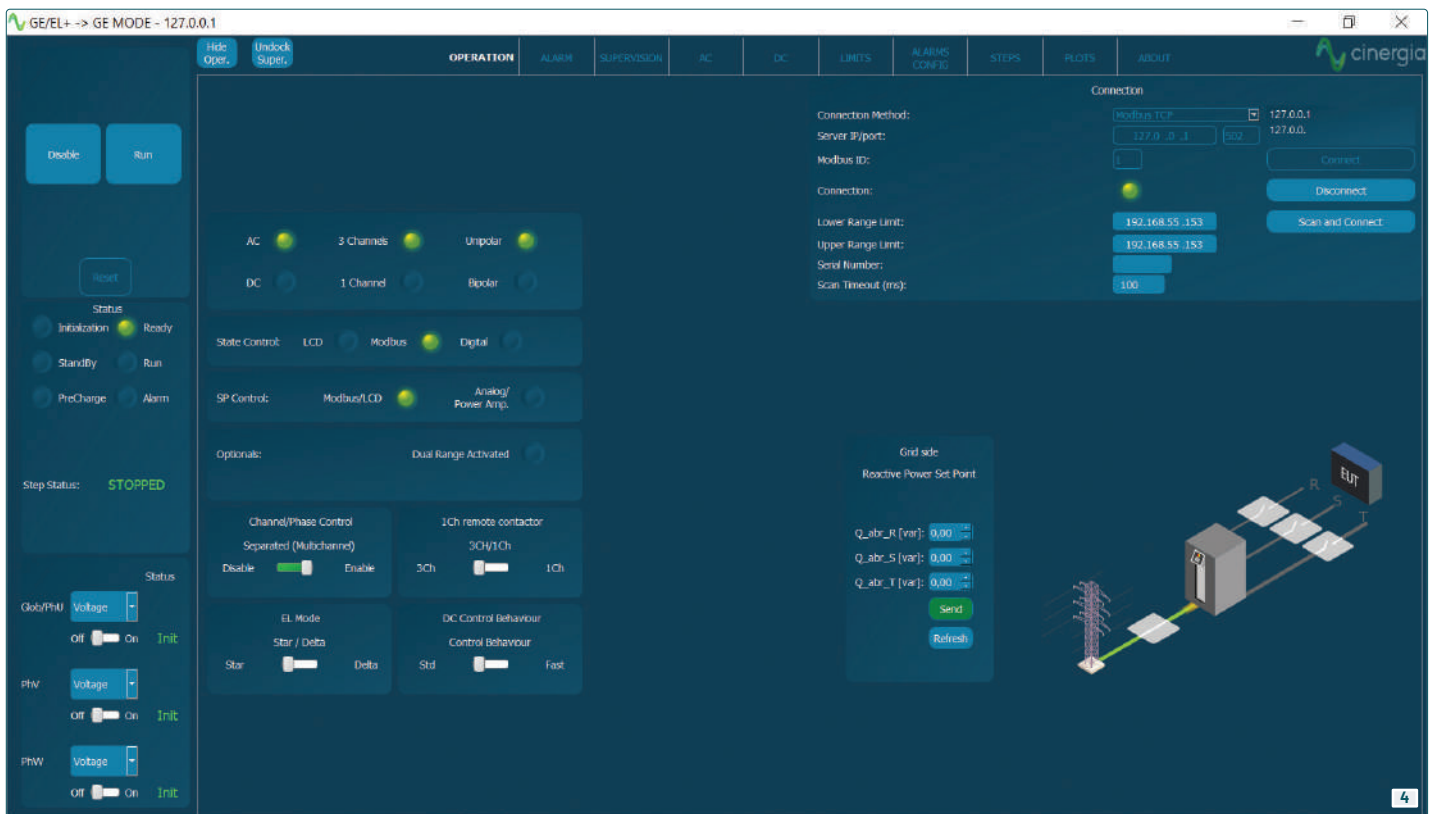 GE/EL+ -> GE MODE - 127.0.0.1
Hide Oper.
Undock Super.
OPERATION
ALARM
SUPERVISION
AC
DC
LIMITS
ALARMS CONFIG
STEPS
PLOTS
ABOUT
cinergia
Disable
Run
Reset
Status
Initialization
Ready
StandBy
Run
PreCharge
Alarm
Step Status: STOPPED
Status
Glob/PhU Voltage
Off On Init
PhV Voltage
Off On Init
PhW Voltage
Off On Init
AC 3 Channels Unipolar
DC 1 Channel Bipolar
State Control: LCD Modbus Digital
SP Control: Modbus/LCD Analog/
Power Amp.
Optionals: Dual Range Activated
Channel/Phase Control
Separated (Multichannel)
Disable Enable
1Ch remote contactor
3CH/1Ch
3Ch 1Ch
EL Mode
Star / Delta
Star Delta
DC Control Behaviour
Control Behaviour
Std Fast
Connection
Connection Method: Modbus TCP 127.0.0.1
Server IP/port: 127.0 .0 .1 502 127.0.0.
Modbus ID: 1 Connect
Connection: Disconnect
Lower Range Limit: 192.168.55 .153 Scan and Connect
Upper Range Limit: 192.168.55 .153
Serial Number:
Scan Timeout (ms): 100
Grid side
Reactive Power Set Point
Q_abr_R [var]: 0,00
Q_abr_S [var]: 0,00
Q_abr_T [var]: 0,00
Send
Refresh
EUT
R
S
T
4